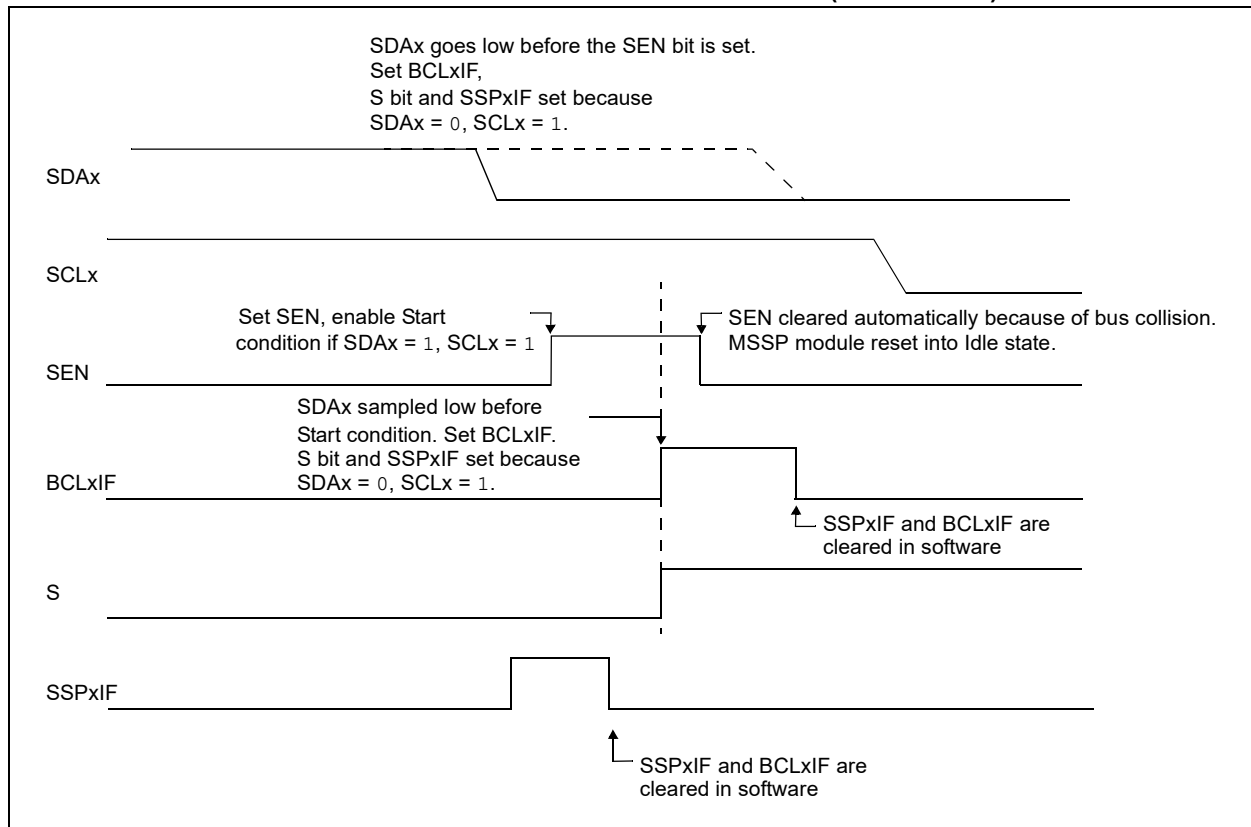 SDAx goes low before the SEN bit is set.
Set BCLxIF,
S bit and SSPxIF set because
SDAx = 0, SCLx = 1.
SDAx
SCLx
Set SEN, enable Start
condition if SDAx = 1, SCLx = 1
SEN cleared automatically because of bus collision.
MSSP module reset into Idle state.
SEN
SDAx sampled low before
Start condition. Set BCLxIF.
S bit and SSPxIF set because
SDAx = 0, SCLx = 1.
BCLxIF
SSPxIF and BCLxIF are
cleared in software
S
SSPxIF
SSPxIF and BCLxIF are
cleared in software